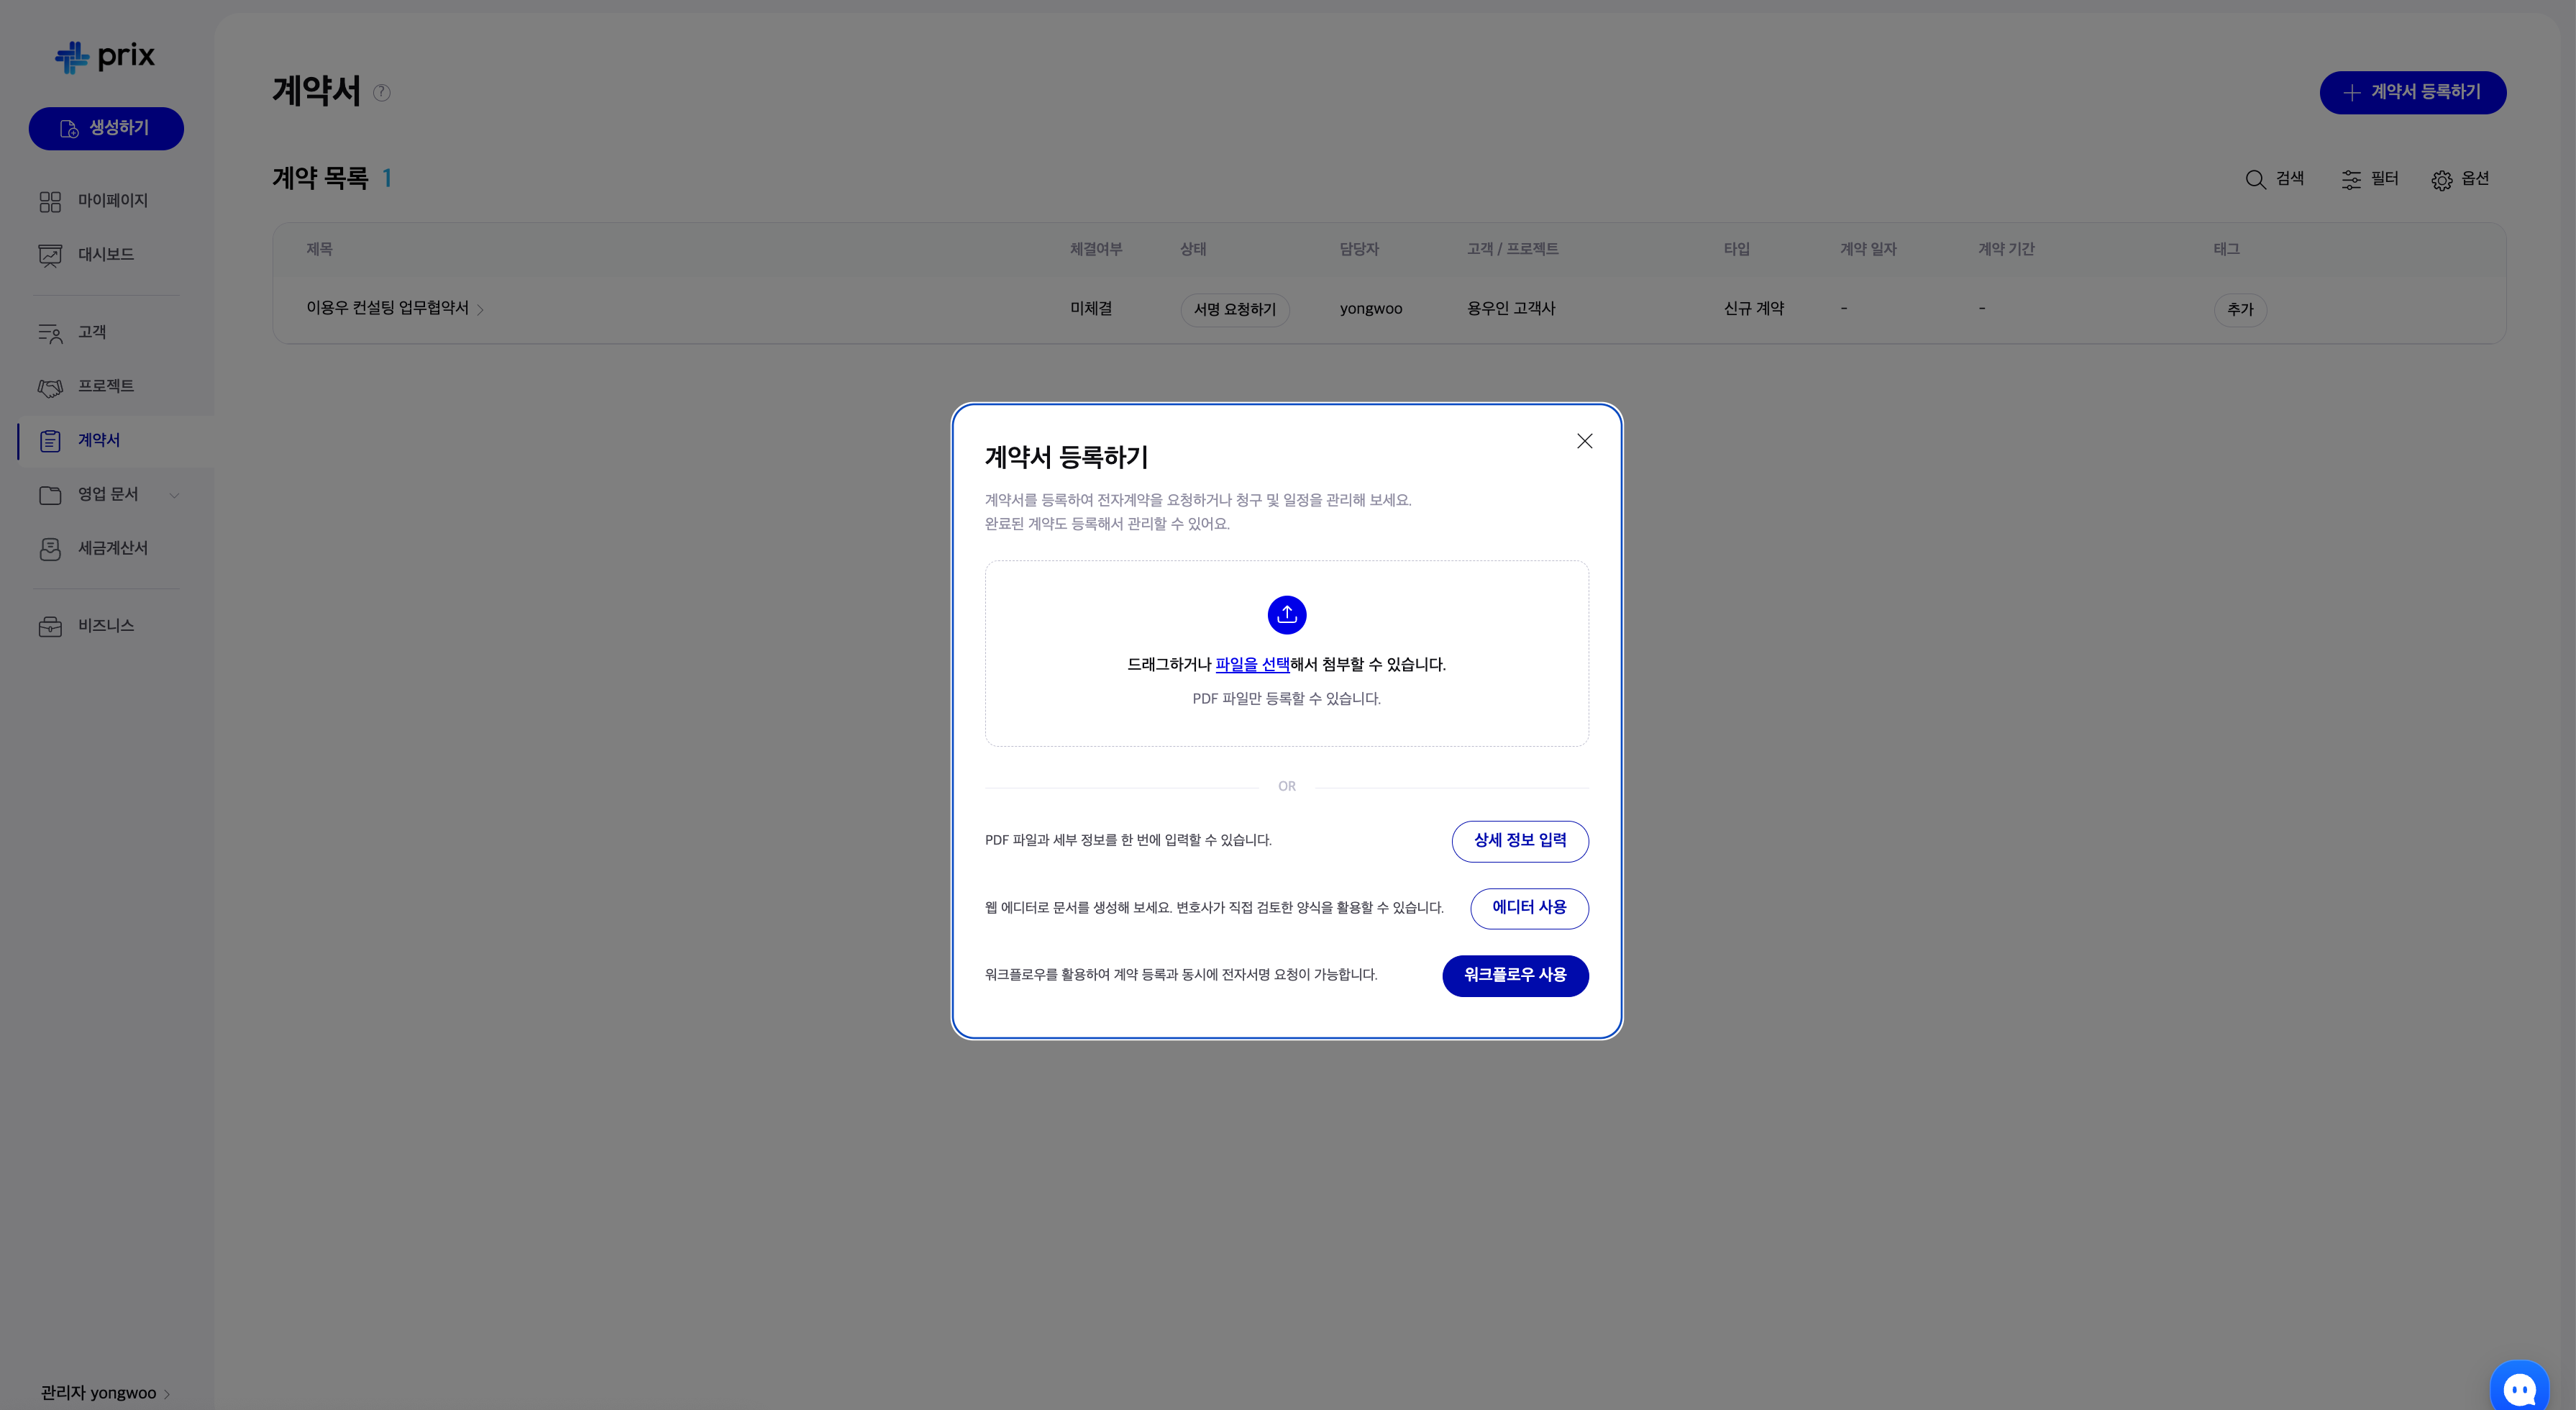 prix
생성하기
마이페이지
대시보드
고객
프로젝트
계약서
영업 문서
세금계산서
비즈니스
관리자 yongwoo
계약서 ?
계약서 등록하기
계약 목록 1
검색 필터 옵션
제목 체결여부 상태 담당자 고객 / 프로젝트 타입 계약 일자 계약 기간 태그
이용우 컨설팅 업무협약서 미체결 서명 요청하기 yongwoo 용우인 고객사 신규 계약 - - 추가
계약서 등록하기
계약서를 등록하여 전자계약을 요청하거나 청구 및 일정을 관리해 보세요.
완료된 계약도 등록해서 관리할 수 있어요.
드래그하거나 파일을 선택해서 첨부할 수 있습니다.
PDF 파일만 등록할 수 있습니다.
OR
PDF 파일과 세부 정보를 한 번에 입력할 수 있습니다. 상세 정보 입력
웹 에디터로 문서를 생성해 보세요. 변호사가 직접 검토한 양식을 활용할 수 있습니다. 에디터 사용
워크플로우를 활용하여 계약 등록과 동시에 전자서명 요청이 가능합니다. 워크플로우 사용